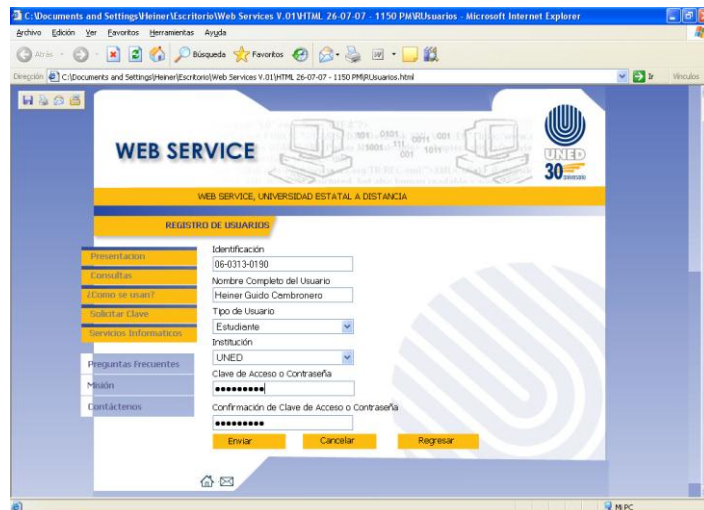 C:\Documents and Settings\Heiner\Escritorio\Web Services V.01\HTML 26-07-07 - 1150 PM\RUsuarios - Microsoft Internet Explorer
Archivo Edición Ver Favoritos Herramientas Ayuda
Atrás Búsqueda Favoritos
Dirección C:\Documents and Settings\Heiner\Escritorio\Web Services V.01\HTML 26-07-07 - 1150 PM\RUsuarios.html Ir Vínculos
WEB SERVICE
UNED
30
WEB SERVICE, UNIVERSIDAD ESTATAL A DISTANCIA
REGISTRO DE USUARIOS
Presentacion
Consultas
¿Como se usan?
Solicitar Clave
Servicios Informaticos
Preguntas Frecuentes
Misión
Contáctenos
Identificación
06-0313-0190
Nombre Completo del Usuario
Heiner Guido Cambronero
Tipo de Usuario
Estudiante
Institución
UNED
Clave de Acceso o Contraseña
•••••••••
Confirmación de Clave de Acceso o Contraseña
•••••••••
Enviar Cancelar Regresar
Mi PC